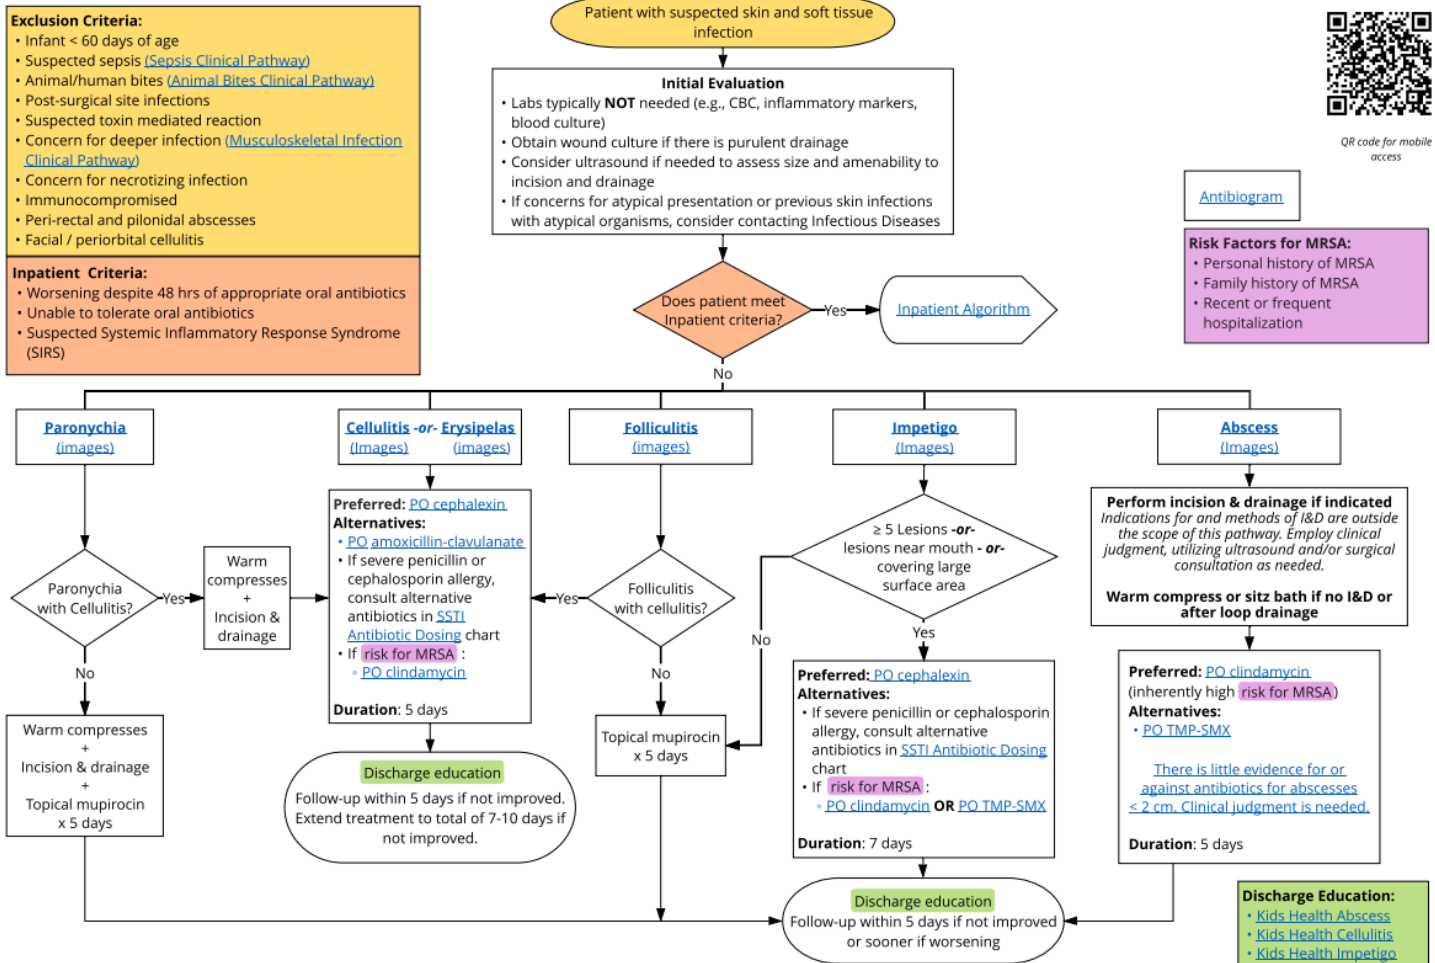 Exclusion Criteria:
• Infant < 60 days of age
• Suspected sepsis (Sepsis Clinical Pathway)
• Animal/human bites (Animal Bites Clinical Pathway)
• Post-surgical site infections
• Suspected toxin mediated reaction
• Concern for deeper infection (Musculoskeletal Infection
Clinical Pathway)
• Concern for necrotizing infection
• Immunocompromised
• Peri-rectal and pilonidal abscesses
• Facial / periorbital cellulitis
Inpatient Criteria:
• Worsening despite 48 hrs of appropriate oral antibiotics
• Unable to tolerate oral antibiotics
• Suspected Systemic Inflammatory Response Syndrome
(SIRS)
Patient with suspected skin and soft tissue
infection
Initial Evaluation
• Labs typically NOT needed (e.g., CBC, inflammatory markers,
blood culture)
• Obtain wound culture if there is purulent drainage
• Consider ultrasound if needed to assess size and amenability to
incision and drainage
• If concerns for atypical presentation or previous skin infections
with atypical organisms, consider contacting Infectious Diseases
QR code for mobile
access
Antibiogram
Risk Factors for MRSA:
• Personal history of MRSA
• Family history of MRSA
• Recent or frequent
hospitalization
Does patient meet
Inpatient criteria?
Yes
Inpatient Algorithm
No
Paronychia
(images)
Paronychia
with Cellulitis?
Yes
Warm
compresses
+
Incision &
drainage
No
Warm compresses
+
Incision & drainage
+
Topical mupirocin
x 5 days
Cellulitis -or- Erysipelas
(Images) (images)
Preferred: PO cephalexin
Alternatives:
• PO amoxicillin-clavulanate
• If severe penicillin or
cephalosporin allergy,
consult alternative
antibiotics in SSTI
Antibiotic Dosing chart
• If risk for MRSA :
◦ PO clindamycin
Duration: 5 days
Discharge education
Follow-up within 5 days if not improved.
Extend treatment to total of 7-10 days if
not improved.
Folliculitis
(images)
Folliculitis
with cellulitis?
Yes
No
Topical mupirocin
x 5 days
Impetigo
(Images)
≥ 5 Lesions -or-
lesions near mouth - or-
covering large
surface area
No
Yes
Preferred: PO cephalexin
Alternatives:
• If severe penicillin or cephalosporin
allergy, consult alternative
antibiotics in SSTI Antibiotic Dosing
chart
• If risk for MRSA :
◦ PO clindamycin OR PO TMP-SMX
Duration: 7 days
Discharge education
Follow-up within 5 days if not improved
or sooner if worsening
Abscess
(Images)
Perform incision & drainage if indicated
Indications for and methods of I&D are outside
the scope of this pathway. Employ clinical
judgment, utilizing ultrasound and/or surgical
consultation as needed.
Warm compress or sitz bath if no I&D or
after loop drainage
Preferred: PO clindamycin
(inherently high risk for MRSA)
Alternatives:
• PO TMP-SMX
There is little evidence for or
against antibiotics for abscesses
< 2 cm. Clinical judgment is needed.
Duration: 5 days
Discharge Education:
• Kids Health Abscess
• Kids Health Cellulitis
• Kids Health Impetigo